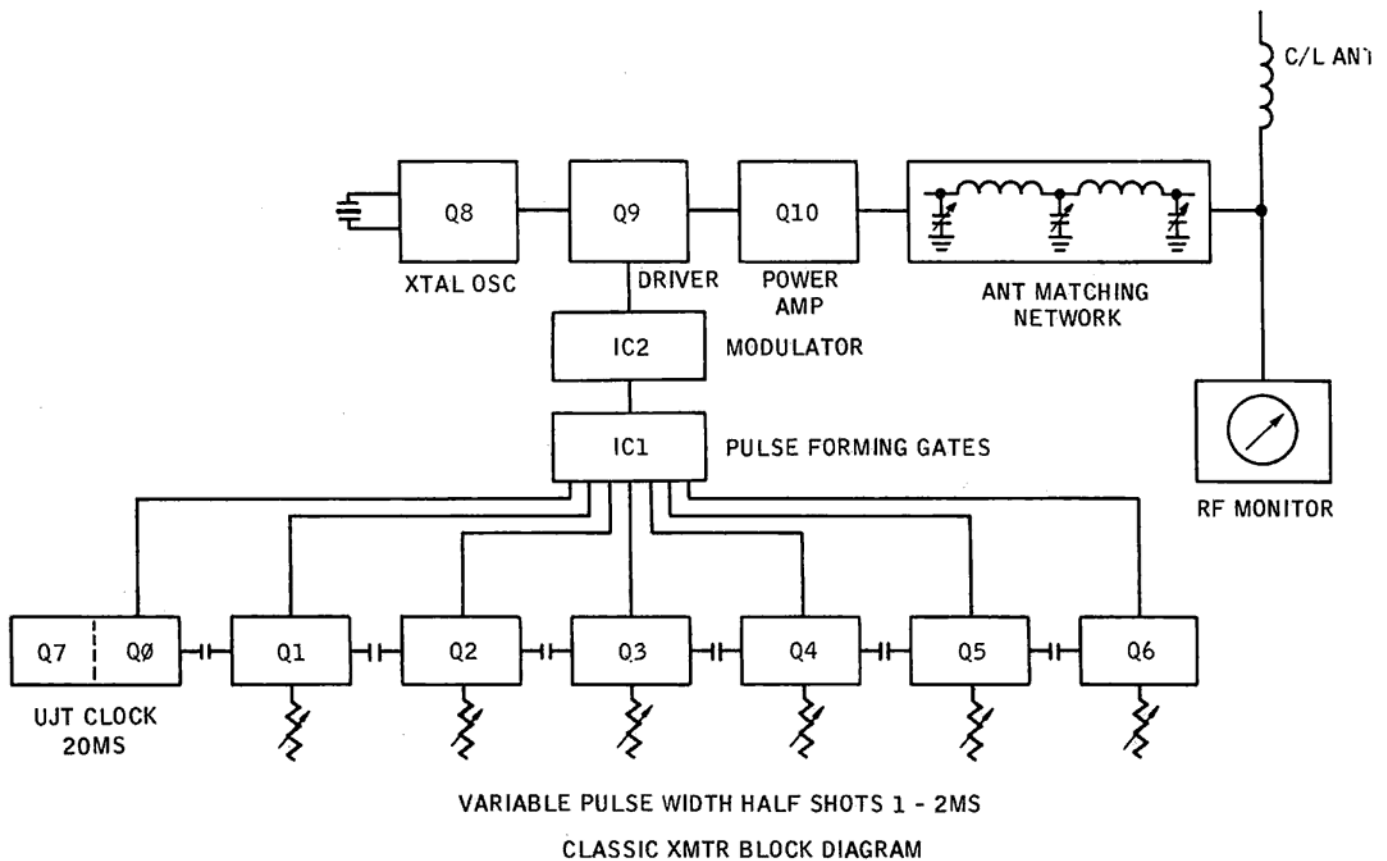 C/L ANT
Q8
Q9
Q10
XTAL OSC
DRIVER
POWER
AMP
ANT MATCHING
NETWORK
IC2
MODULATOR
IC1
PULSE FORMING GATES
RF MONITOR
Q7
QØ
Q1
Q2
Q3
Q4
Q5
Q6
UJT CLOCK
20MS
VARIABLE PULSE WIDTH HALF SHOTS 1 - 2MS
CLASSIC XMTR BLOCK DIAGRAM